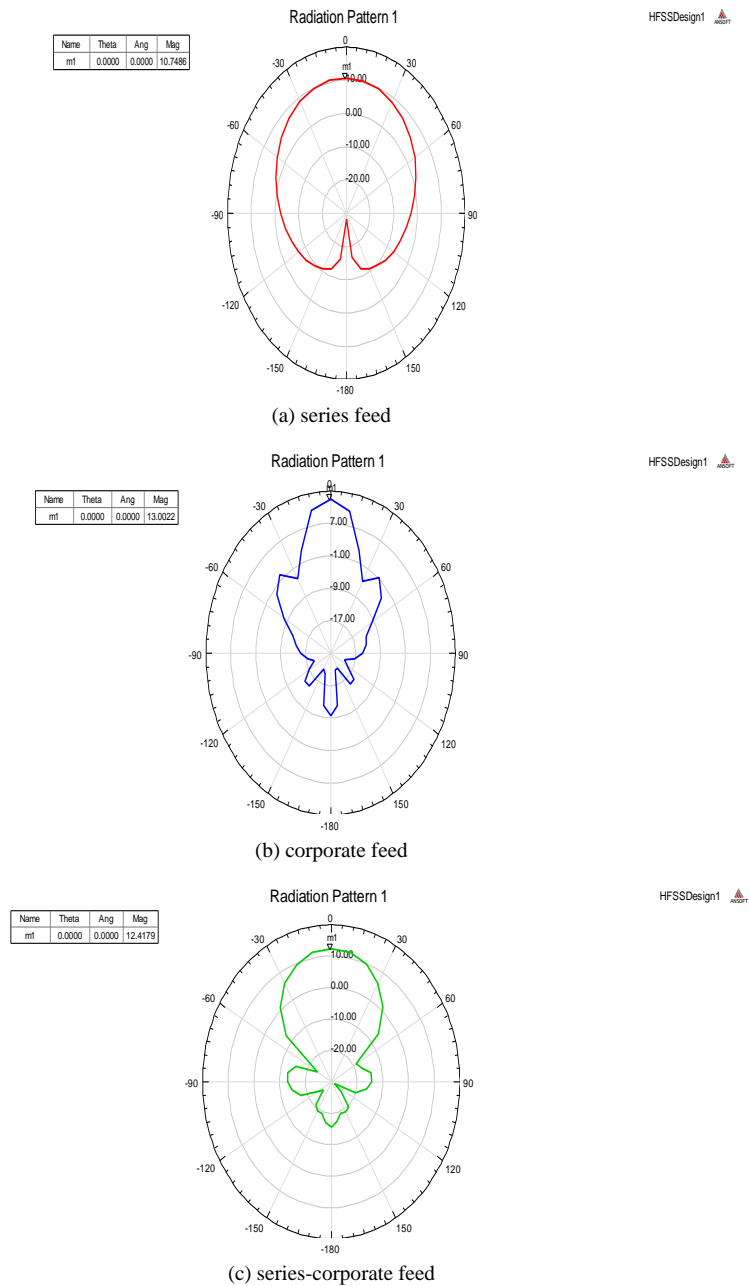 Radiation Pattern 1
HFSSDesign1
ANSOFT
Name Theta Ang Mag
m1 0.0000 0.0000 10.7486
0
-30 30
m1
10.00
-60 60
0.00
-10.00
-20.00
-90 90
-120 120
-150 150
-180
(a) series feed
Radiation Pattern 1
HFSSDesign1
ANSOFT
Name Theta Ang Mag
m1 0.0000 0.0000 13.0022
0
m1
-30 30
7.00
-1.00
-60 60
-9.00
-17.00
-90 90
-120 120
-150 150
-180
(b) corporate feed
Radiation Pattern 1
HFSSDesign1
ANSOFT
Name Theta Ang Mag
m1 0.0000 0.0000 12.4179
0
-30 30
m1
10.00
0.00
-60 60
-10.00
-20.00
-90 90
-120 120
-150 150
-180
(c) series-corporate feed